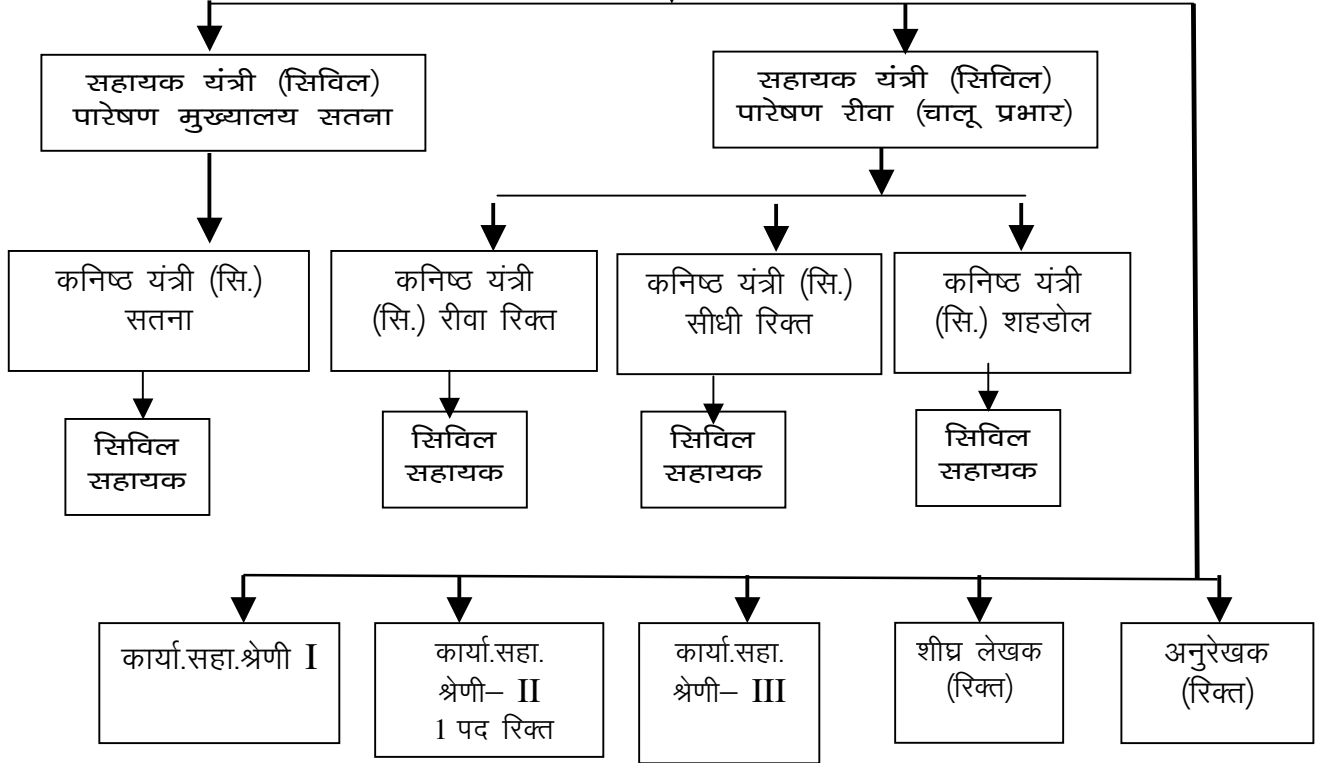 सहायक यंत्री (सिविल)
पारेषण मुख्यालय सतना
सहायक यंत्री (सिविल)
पारेषण रीवा (चालू प्रभार)
कनिष्ठ यंत्री (सि.)
सतना
कनिष्ठ यंत्री
(सि.) रीवा रिक्त
कनिष्ठ यंत्री (सि.)
सीधी रिक्त
कनिष्ठ यंत्री
(सि.) शहडोल
सिविल
सहायक
सिविल
सहायक
सिविल
सहायक
सिविल
सहायक
कार्या.सहा.श्रेणी I
कार्या.सहा.
श्रेणी– II
1 पद रिक्त
कार्या.सहा.
श्रेणी– III
शीघ्र लेखक
(रिक्त)
अनुरेखक
(रिक्त)